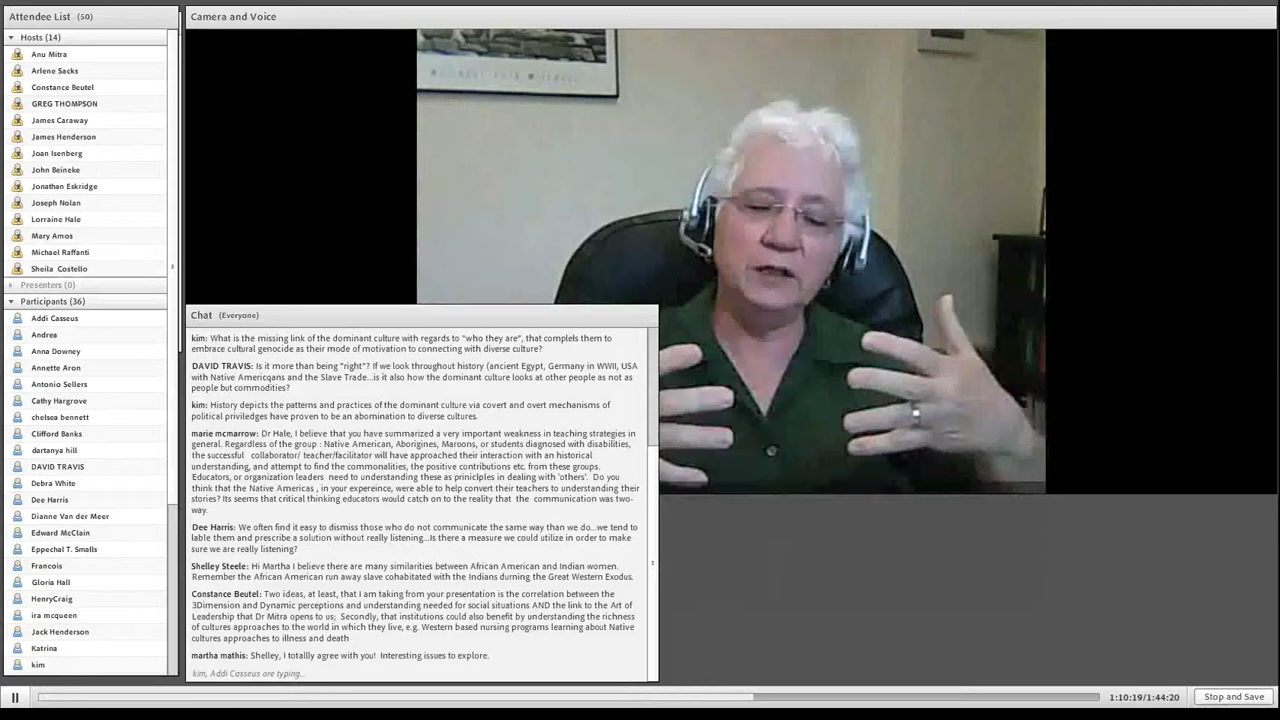 Attendee List (50)
Hosts (14)
Anu Mitra
Arlene Sacks
Constance Beutel
GREG THOMPSON
James Caraway
James Henderson
Joan Isenberg
John Beineke
Jonathan Eskridge
Joseph Nolan
Lorraine Hale
Mary Amos
Michael Raffanti
Sheila Costello
Presenters (0)
Participants (36)
Addi Casseus
Andrea
Anna Downey
Annette Aron
Antonio Sellers
Cathy Hargrove
chelsea bennett
Clifford Banks
dartanya hill
DAVID TRAVIS
Debra White
Dee Harris
Dianne Van der Meer
Edward McClain
Eppechal T. Smalls
Francois
Gloria Hall
HenryCraig
ira mcqueen
Jack Henderson
Katrina
kim
Camera and Voice
Chat (Everyone)
kim: What is the missing link of the dominant culture with regards to "who they are", that complels them to
embrace cultural genocide as their mode of motivation to connecting with diverse culture?
DAVID TRAVIS: Is it more than being "right"? If we look throughout history (ancient Egypt, Germany in WWII, USA
with Native Americqans and the Slave Trade...is it also how the dominant culture looks at other people as not as
people but commodities?
kim: History depicts the patterns and practices of the dominant culture via covert and overt mechanisms of
political priviledges have proven to be an abomination to diverse cultures.
marie mcmarrow: Dr Hale, I believe that you have summarized a very important weakness in teaching strategies in
general. Regardless of the group : Native American, Aborigines, Maroons, or students diagnosed with disabilities,
the successful collaborator/ teacher/facilitator will have approached their interaction with an historical
understanding, and attempt to find the commonalities, the positive contributions etc. from these groups.
Educators, or organization leaders need to understanding these as priniclples in dealing with 'others'. Do you
think that the Native Americas , in your expereince, were able to help convert their teachers to understanding their
stories? Its seems that critical thinking educators would catch on to the reality that the communication was two-
way.
Dee Harris: We often find it easy to dismiss those who do not communicate the same way than we do...we tend to
lable them and prescribe a solution without really listening...Is there a measure we could utilize in order to make
sure we are really listening?
Shelley Steele: Hi Martha I believe there are many similarities between African American and Indian women.
Remember the African American run away slave cohabitated with the Indians durning the Great Western Exodus.
Constance Beutel: Two ideas, at least, that I am taking from your presentation is the correlation between the
3Dimension and Dynamic perceptions and understanding needed for social situations AND the link to the Art of
Leadership that Dr Mitra opens to us; Secondly, that institutions could also benefit by understanding the richness
of cultures approaches to the world in which they live, e.g. Western based nursing programs learning about Native
cultures approaches to illness and death
martha mathis: Shelley, I totallly agree with you! Interesting issues to explore.
kim, Addi Casseus are typing...
1:10:19/1:44:20
Stop and Save